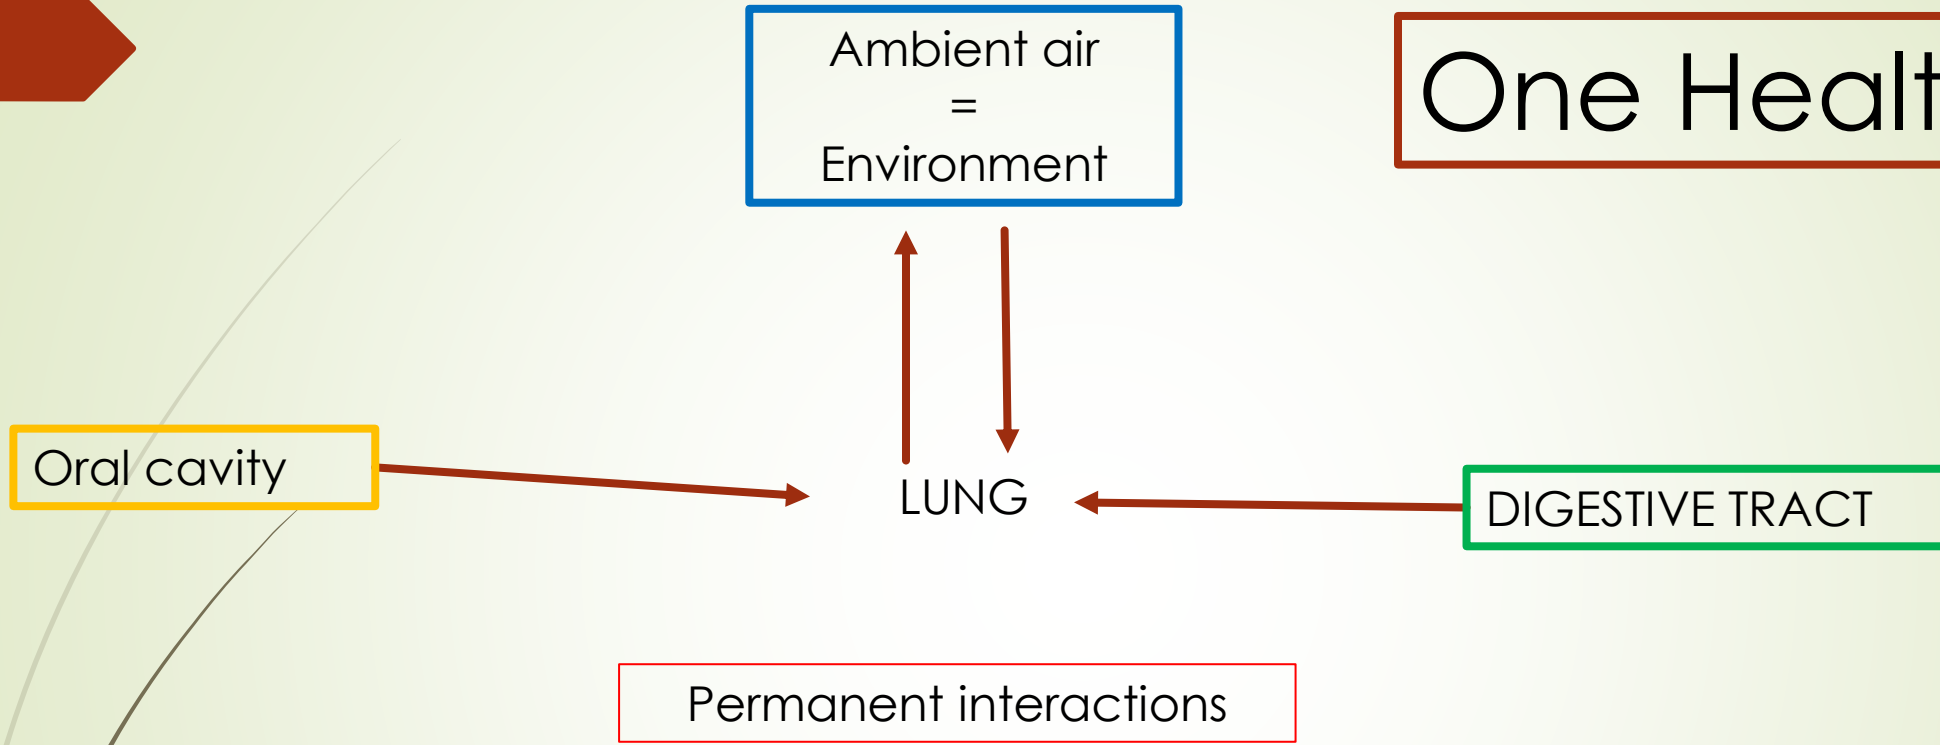 Ambient air
=
Environment
One Healt
Oral cavity
LUNG
DIGESTIVE TRACT
Permanent interactions